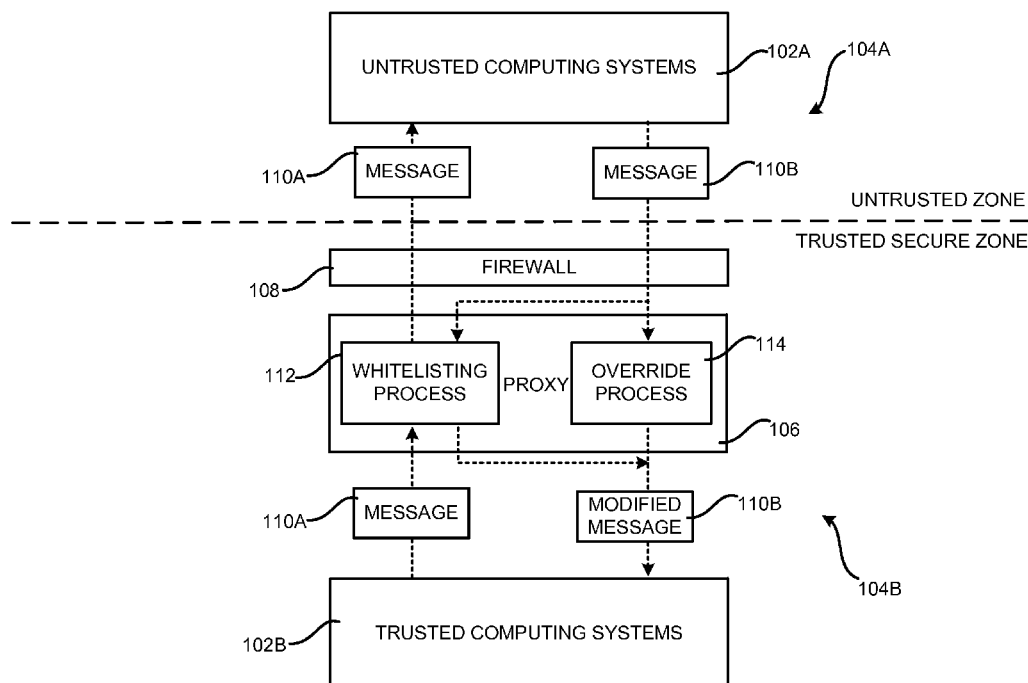 UNTRUSTED COMPUTING SYSTEMS
102A
104A
110A
MESSAGE
MESSAGE
110B
UNTRUSTED ZONE
TRUSTED SECURE ZONE
FIREWALL
108
112
WHITELISTING
PROCESS
PROXY
OVERRIDE
PROCESS
114
106
110A
MESSAGE
MODIFIED
MESSAGE
110B
104B
102B
TRUSTED COMPUTING SYSTEMS